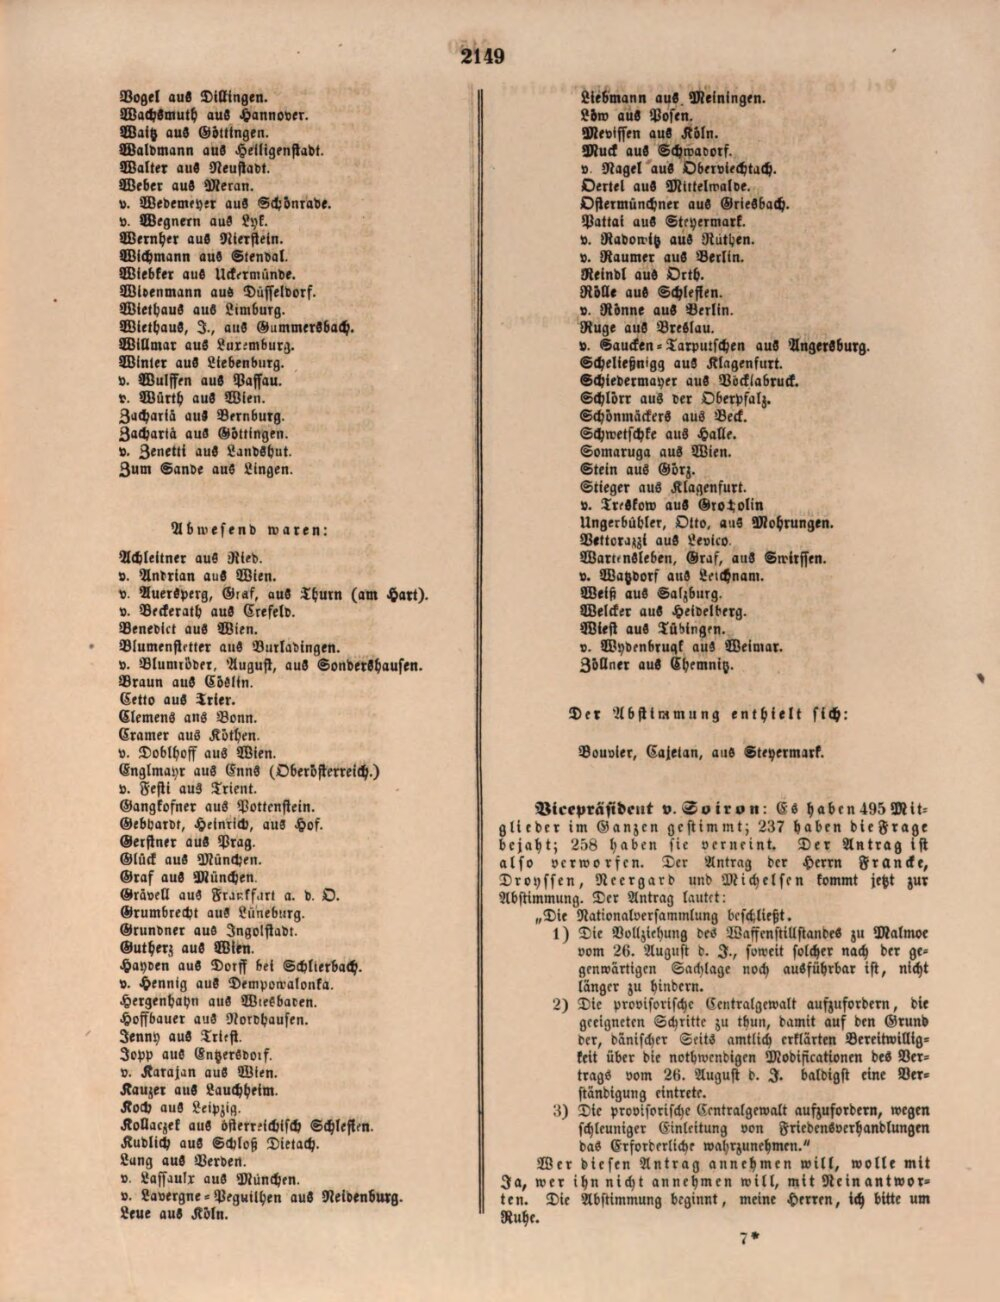 2149
Vogel aus Dillingen.
Wachsmuth aus Hannover.
Waitz aus Göttingen.
Waldmann aus Heiligenstadt.
Walter aus Neustadt.
Weber aus Meran.
v. Wedemeyer aus Schönrade.
v. Wegnern aus Lyk.
Wernher aus Nierstein.
Wichmann aus Stendal.
Wiebker aus Uckermünde.
Widenmann aus Düsseldorf.
Wiethaus aus Limburg.
Wiethaus, J., aus Gummersbach.
Willmar aus Luxemburg.
Winter aus Liebenburg.
v. Wulffen aus Passau.
v. Würth aus Wien.
Zachariä aus Bernburg.
Zachariä aus Göttingen.
v. Zenetti aus Landshut.
Zum Sande aus Lingen.
Abwesend waren:
Achleitner aus Ried.
v. Andrian aus Wien.
v. Auersperg, Graf, aus Thurn (am Hart).
v. Beckerath aus Crefeld.
Benedict aus Wien.
Blumenstetter aus Burladingen.
v. Blumröder, August, aus Sondershausen.
Braun aus Cöslin.
Cetto aus Trier.
Clemens ans Bonn.
Cramer aus Köthen.
v. Doblhoff aus Wien.
Englmayr aus Enns (Oberösterreich.)
v. Festi aus Trient.
Gangkofner aus Pottenstein.
Gebhardt, Heinrich, aus Hof.
Gerstner aus Prag.
Glück aus München.
Graf aus München.
Grävell aus Frankfurt a. d. O.
Grumbrecht aus Lüneburg.
Grundner aus Ingolstadt.
Gutherz aus Wien.
Hayden aus Dorff bei Schlierbach.
v. Hennig aus Dempowalonka.
Hergenhahn aus Wiesbaden.
Hoffbauer aus Nordhausen.
Jenny aus Triest.
Jopp aus Enzersdorf.
v. Karajan aus Wien.
Kauzer aus Lauchheim.
Koch aus Leipzig.
Kollaczek aus österreichisch Schlesien.
Kudlich aus Schloß Dietach.
Lang aus Verden.
v. Lassaulx aus München.
v. Lavergne-Peguilhen aus Neidenburg.
Leue aus Köln.
Liebmann aus Meiningen.
Löw aus Posen.
Mevissen aus Köln.
Muck aus Schwadorf.
v. Nagel aus Oberviechtach.
Oertel aus Mittelwalde.
Ostermünchner aus Griesbach.
Pattai aus Steyermark.
v. Radowitz aus Rüthen.
v. Raumer aus Berlin.
Reindl aus Orth.
Rölle aus Schlesien.
v. Rönne aus Berlin.
Ruge aus Breslau.
v. Saucken-Tarputschen aus Angersburg.
Scheließnigg aus Klagenfurt.
Schiedermayer aus Vöcklabruck.
Schlörr aus der Oberpfalz.
Schönmäckers aus Beck.
Schwetschke aus Halle.
Somaruga aus Wien.
Stein aus Görz.
Stieger aus Klagenfurt.
v. Treskow aus Grocholin
Ungerbühler, Otto, aus Mohrungen.
Vettorazzi aus Levico.
Wartensleben, Graf, aus Swirssen.
v. Watzdorf aus Leichnam.
Weiß aus Salzburg.
Welcker aus Heidelberg.
Wiest aus Tübingen.
v. Wydenbrugk aus Weimar.
Zöllner aus Chemnitz.
Der Abstimmung enthielt sich:
Bouvier, Cajetan, aus Steyermark.
Vicepräsident v. Soiron: Es haben 495 Mit-
glieder im Ganzen gestimmt; 237 haben die Frage
bejaht; 258 haben sie verneint. Der Antrag ist
also verworfen. Der Antrag der Herrn Francke,
Droyssen, Neergard und Michelsen kommt jetzt zur
Abstimmung. Der Antrag lautet:
„Die Nationalversammlung beschließt.
1) Die Vollziehung des Waffenstillstandes zu Malmoe
vom 26. August d. J., soweit solcher nach der ge-
genwärtigen Sachlage noch ausführbar ist, nicht
länger zu hindern.
2) Die provisorische Centralgewalt aufzufordern, die
geeigneten Schritte zu thun, damit auf den Grund
der, dänischer Seits amtlich erklärten Bereitwillig-
keit über die nothwendigen Modificationen des Ver-
trags vom 26. August d. J. baldigst eine Ver-
ständigung eintrete.
3) Die provisorische Centralgewalt aufzufordern, wegen
schleuniger Einleitung von Friedensverhandlungen
das Erforderliche wahrzunehmen."
Wer diesen Antrag annehmen will, wolle mit
Ja, wer ihn nicht annehmen will, mit Nein antwor-
ten. Die Abstimmung beginnt, meine Herren, ich bitte um
Ruhe.
7*